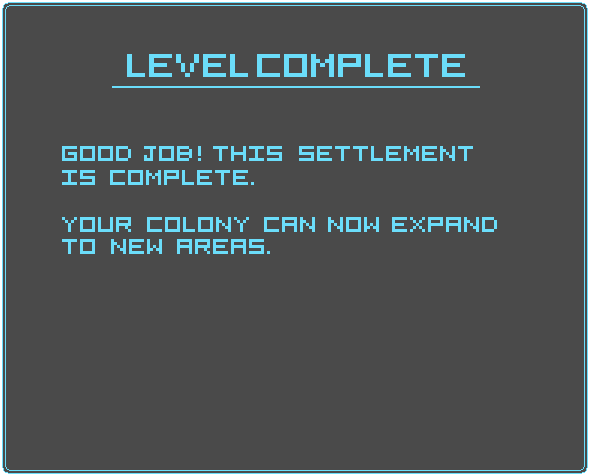 LEVEL COMPLETE
GOOD JOB! THIS SETTLEMENT
IS COMPLETE.
YOUR COLONY CAN NOW EXPAND
TO NEW AREAS.